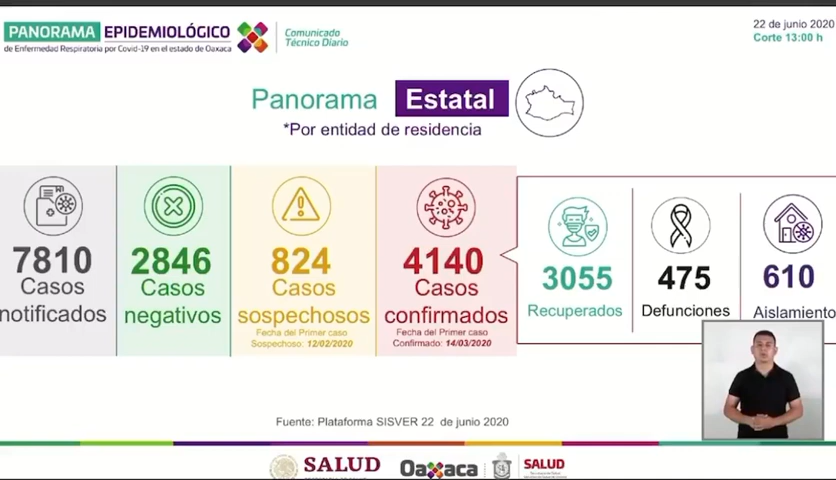 PANORAMA EPIDEMIOLÓGICO
de Enfermedad Respiratoria por Covid-19 en el estado de Oaxaca
Comunicado
Técnico Diario
22 de junio 2020
Corte 13:00 h
Panorama Estatal
*Por entidad de residencia
7810
Casos
notificados
2846
Casos
negativos
824
Casos
sospechosos
Fecha del Primer caso
Sospechoso: 12/02/2020
4140
Casos
confirmados
Fecha del Primer caso
Confirmado: 14/03/2020
3055
Recuperados
475
Defunciones
610
Aislamiento
Fuente: Plataforma SISVER 22 de junio 2020
SALUD
Oaxaca
SALUD